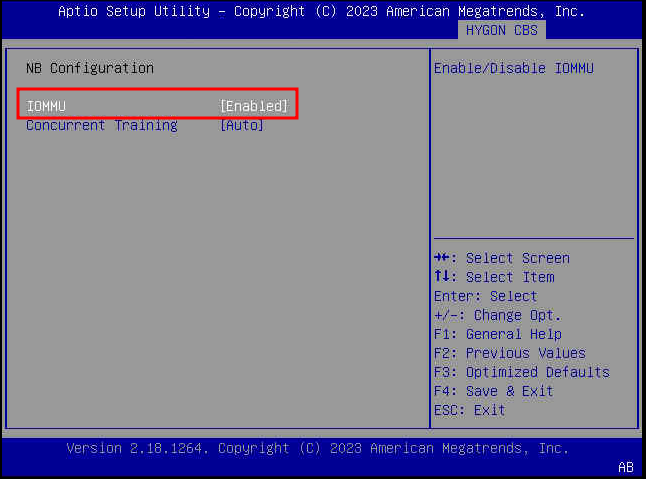 Aptio Setup Utility – Copyright (C) 2023 American Megatrends, Inc.
HYGON CBS
NB Configuration
IOMMU [Enabled]
Concurrent Training [Auto]
Enable/Disable IOMMU
→←: Select Screen
↑↓: Select Item
Enter: Select
+/-: Change Opt.
F1: General Help
F2: Previous Values
F3: Optimized Defaults
F4: Save & Exit
ESC: Exit
Version 2.18.1264. Copyright (C) 2023 American Megatrends, Inc.
AB